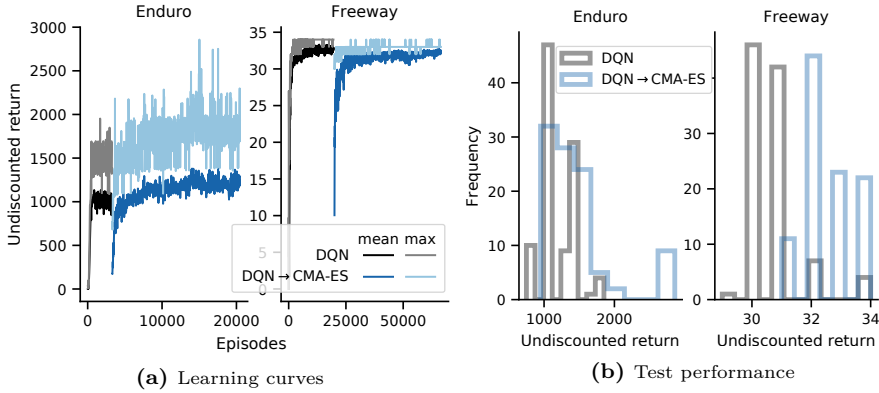 Enduro
Freeway
3000
2500
2000
1500
1000
500
0
Undiscounted return
35
30
25
20
15
10
5
0
mean max
DQN
DQN→CMA-ES
0 10000 20000
0 25000 50000
Episodes
(a) Learning curves
Enduro
Freeway
40
30
20
10
0
Frequency
DQN
DQN→CMA-ES
1000 2000
Undiscounted return
40
30
20
10
0
30 32 34
Undiscounted return
(b) Test performance